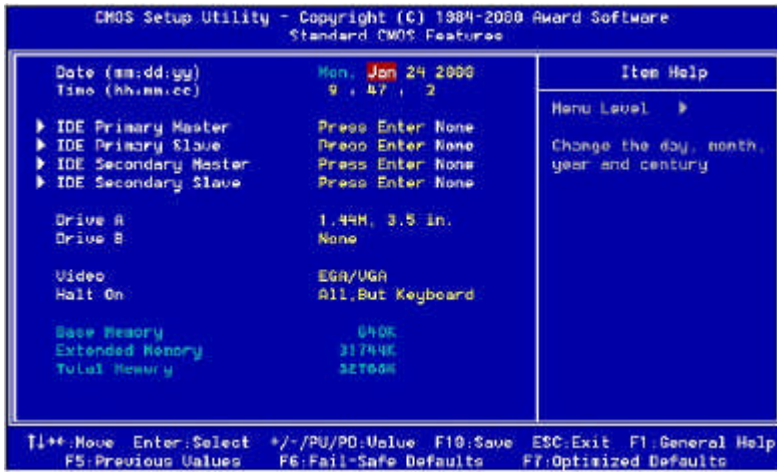 CMOS Setup Utility - Copyright (C) 1984-2000 Award Software
Standard CMOS Features
Date (mm:dd:yy) Mon, Jan 24 2000
Time (hh:mm:ss) 9 : 47 : 2
IDE Primary Master Press Enter None
IDE Primary Slave Press Enter None
IDE Secondary Master Press Enter None
IDE Secondary Slave Press Enter None
Drive A 1.44M, 3.5 in.
Drive B None
Video EGA/VGA
Halt On All,But Keyboard
Base Memory 640K
Extended Memory 31744K
Total Memory 32768K
Item Help
Menu Level
Change the day, month,
year and century
↑↓→←:Move Enter:Select +/-/PU/PD:Value F10:Save ESC:Exit F1:General Help
F5:Previous Values F6:Fail-Safe Defaults F7:Optimized Defaults